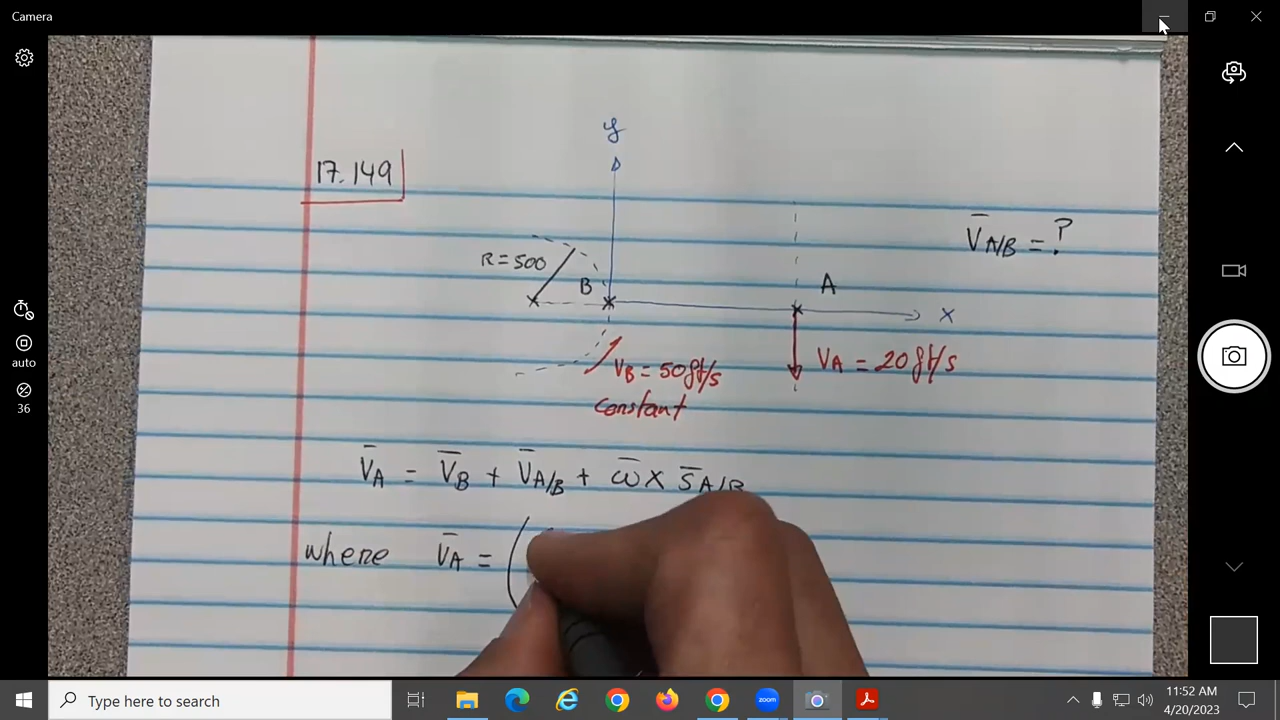 Camera
y
17.149
V̄A/B = ?
R = 500
B
A
x
VB = 50ft/s
constant
VA = 20ft/s
V̄A = V̄B + V̄A/B + ω̄ x S̄A/B
where V̄A = (
auto
36
Type here to search
11:52 AM
4/20/2023